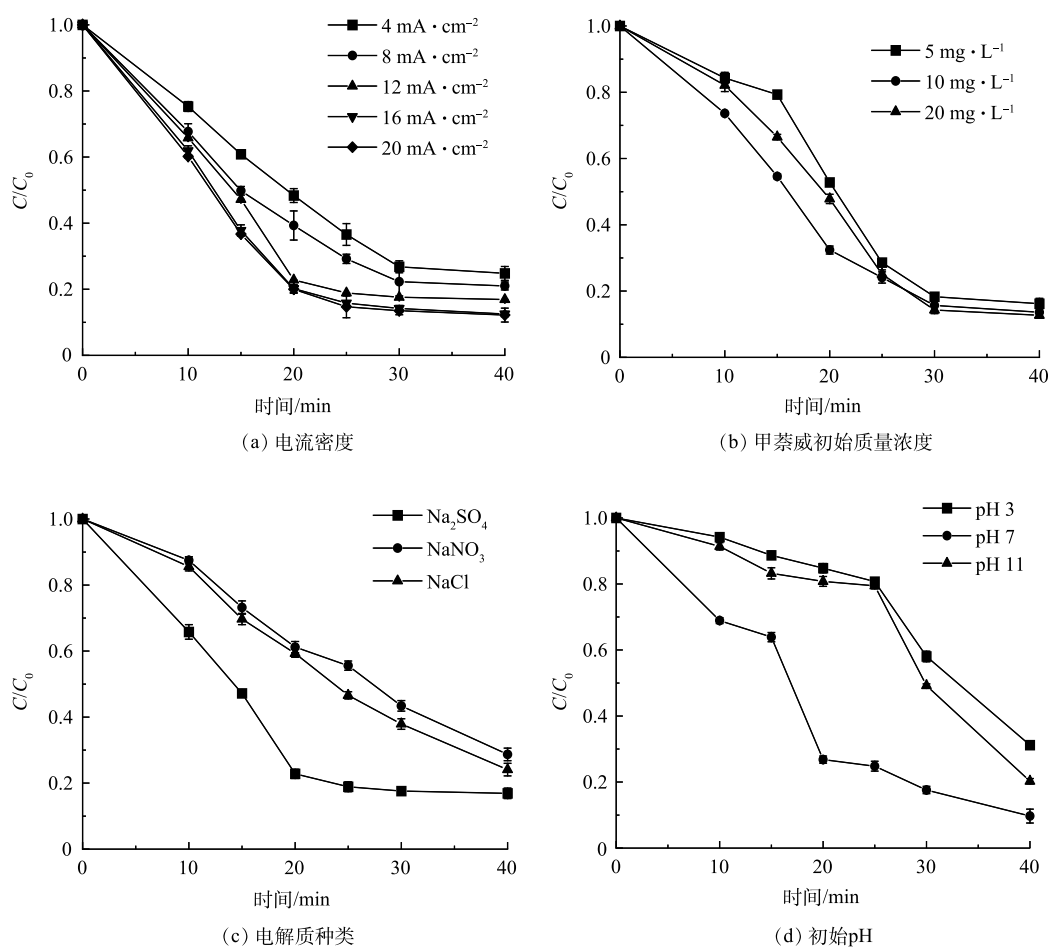 4 mA·cm⁻²
8 mA·cm⁻²
12 mA·cm⁻²
16 mA·cm⁻²
20 mA·cm⁻²
1.0
0.8
0.6
0.4
0.2
0
C/C₀
0 10 20 30 40
时间/min
(a) 电流密度
5 mg·L⁻¹
10 mg·L⁻¹
20 mg·L⁻¹
1.0
0.8
0.6
0.4
0.2
0
C/C₀
0 10 20 30 40
时间/min
(b) 甲萘威初始质量浓度
Na₂SO₄
NaNO₃
NaCl
1.0
0.8
0.6
0.4
0.2
0
C/C₀
0 10 20 30 40
时间/min
(c) 电解质种类
pH 3
pH 7
pH 11
1.0
0.8
0.6
0.4
0.2
0
C/C₀
0 10 20 30 40
时间/min
(d) 初始pH